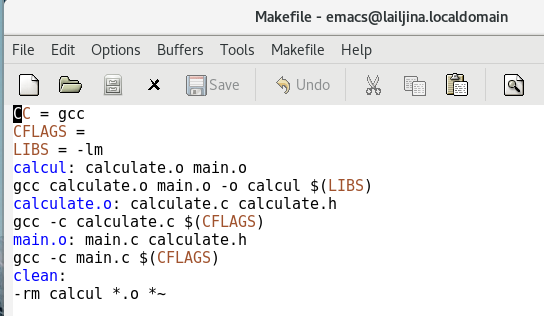 Makefile - emacs@lailjina.localdomain
File Edit Options Buffers Tools Makefile Help
Save Undo
CC = gcc
CFLAGS =
LIBS = -lm
calcul: calculate.o main.o
gcc calculate.o main.o -o calcul $(LIBS)
calculate.o: calculate.c calculate.h
gcc -c calculate.c $(CFLAGS)
main.o: main.c calculate.h
gcc -c main.c $(CFLAGS)
clean:
-rm calcul *.o *~